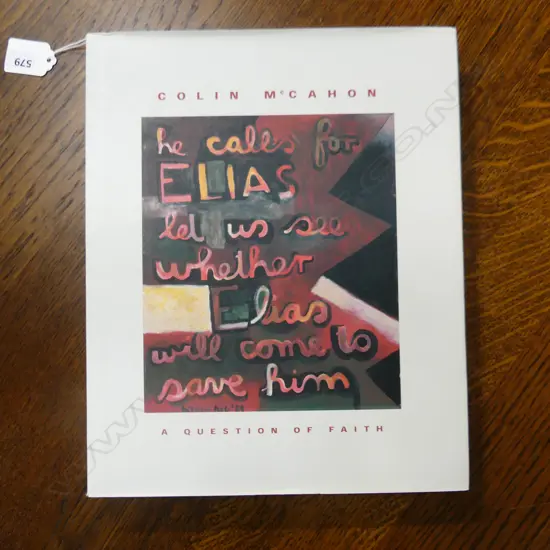 579
COLIN McCAHON
he calls for
ELIAS
let us see
whether
Elias
will come to
save him
A QUESTION OF FAITH